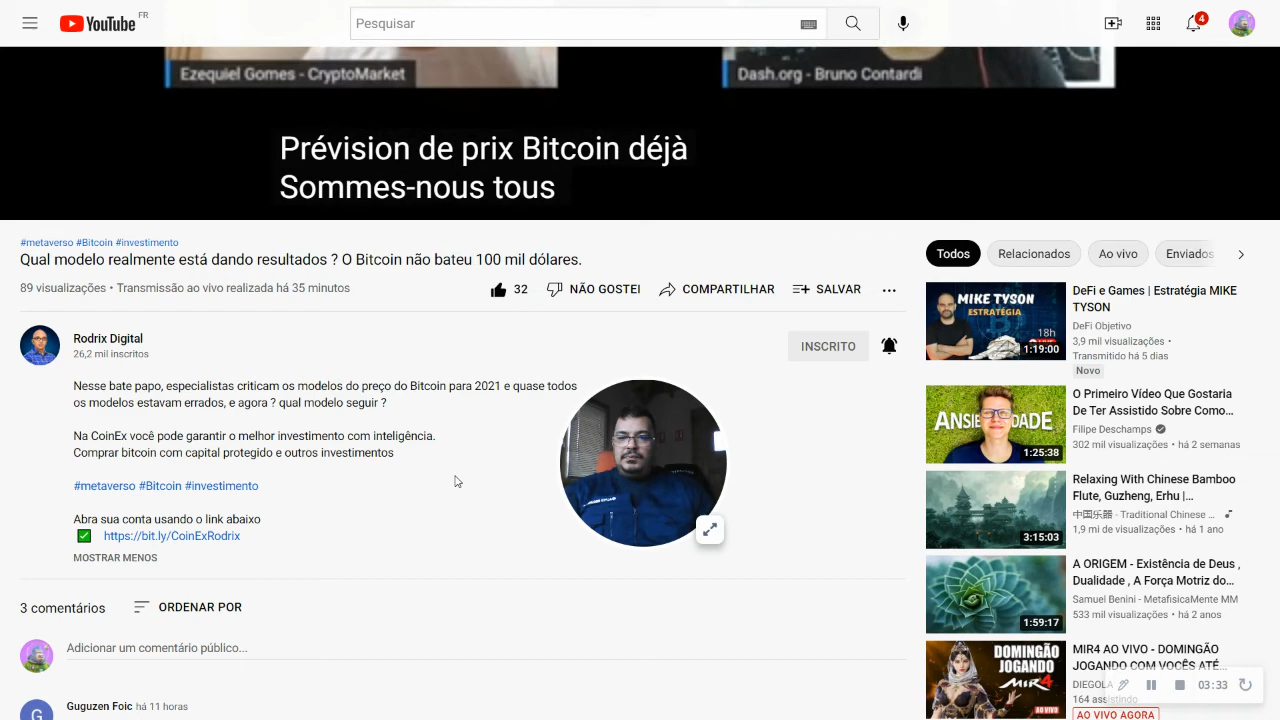 YouTube FR
Pesquisar
4
Ezequiel Gomes - CryptoMarket
Dash.org - Bruno Contardi
Prévision de prix Bitcoin déjà
Sommes-nous tous
#metaverso #Bitcoin #investimento
Qual modelo realmente está dando resultados ? O Bitcoin não bateu 100 mil dólares.
89 visualizações • Transmissão ao vivo realizada há 35 minutos
32 NÃO GOSTEI COMPARTILHAR SALVAR
Rodrix Digital
26,2 mil inscritos
INSCRITO
Nesse bate papo, especialistas criticam os modelos do preço do Bitcoin para 2021 e quase todos
os modelos estavam errados, e agora ? qual modelo seguir ?
Na CoinEx você pode garantir o melhor investimento com inteligência.
Comprar bitcoin com capital protegido e outros investimentos
#metaverso #Bitcoin #investimento
Abra sua conta usando o link abaixo
https://bit.ly/CoinExRodrix
MOSTRAR MENOS
3 comentários ORDENAR POR
Adicionar um comentário público...
G
Guguzen Foic há 11 horas
Todos Relacionados Ao vivo Enviados
MIKE TYSON
ESTRATÉGIA
18h
1:19:00
DeFi e Games | Estratégia MIKE
TYSON
DeFi Objetivo
3,9 mil visualizações •
Transmitido há 5 dias
Novo
ANSIEDADE
1:25:38
O Primeiro Vídeo Que Gostaria
De Ter Assistido Sobre Como...
Filipe Deschamps
302 mil visualizações • há 2 semanas
3:15:03
Relaxing With Chinese Bamboo
Flute, Guzheng, Erhu |...
中国乐器 - Traditional Chinese ...
1,9 mi de visualizações • há 1 ano
1:59:17
A ORIGEM - Existência de Deus ,
Dualidade , A Força Motriz do...
Samuel Benini - MetafisicaMente MM
533 mil visualizações • há 2 anos
DOMINGÃO
JOGANDO
MIR4
AO VIVO
MIR4 AO VIVO - DOMINGÃO
JOGANDO COM VOCÊS ATÉ...
DIEGOLA
164 assistindo
AO VIVO AGORA
03:33